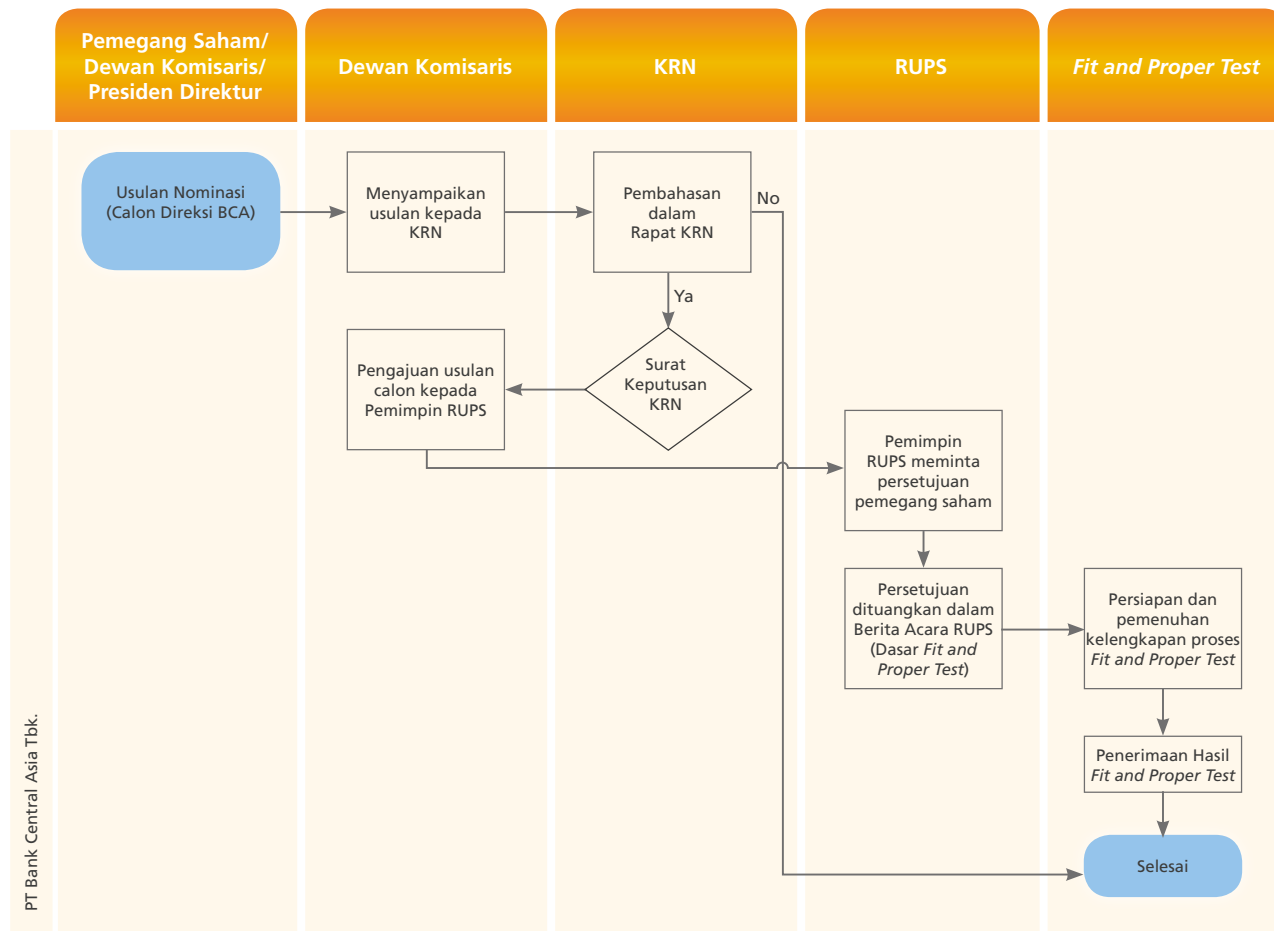 Pemegang Saham/
Dewan Komisaris/
Presiden Direktur
Dewan Komisaris
KRN
RUPS
Fit and Proper Test
Usulan Nominasi
(Calon Direksi BCA)
Menyampaikan
usulan kepada
KRN
Pembahasan
dalam
Rapat KRN
No
Ya
Surat
Keputusan
KRN
Pengajuan usulan
calon kepada
Pemimpin RUPS
Pemimpin
RUPS meminta
persetujuan
pemegang saham
Persetujuan
dituangkan dalam
Berita Acara RUPS
(Dasar Fit and
Proper Test)
Persiapan dan
pemenuhan
kelengkapan proses
Fit and Proper Test
Penerimaan Hasil
Fit and Proper Test
Selesai
PT Bank Central Asia Tbk.